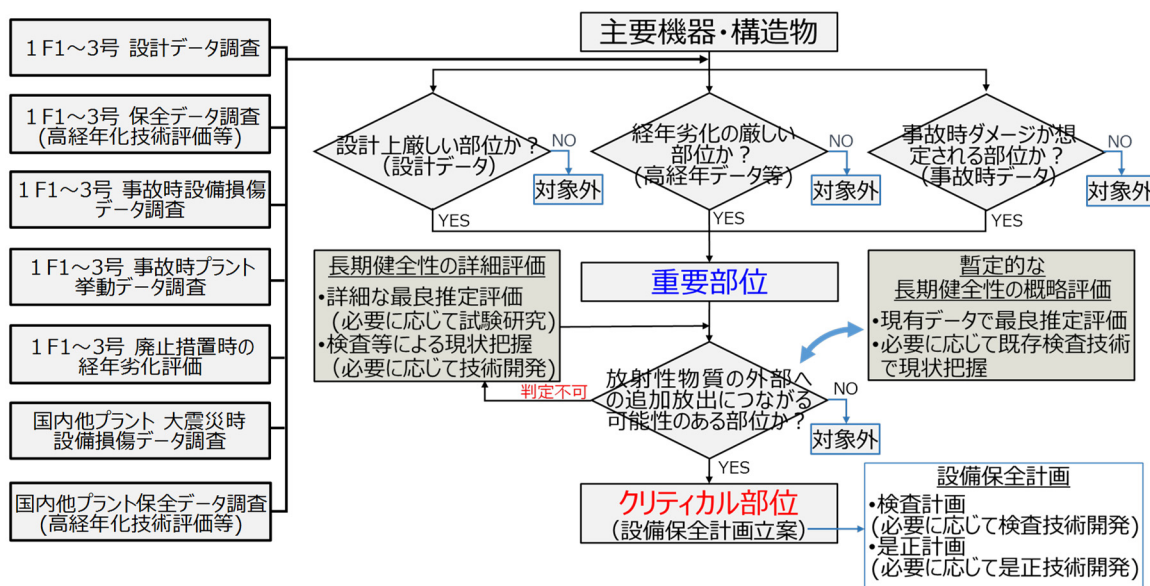 1F1～3号 設計データ調査
1F1～3号 保全データ調査
(高経年化技術評価等)
1F1～3号 事故時設備損傷
データ調査
1F1～3号 事故時プラント
挙動データ調査
1F1～3号 廃止措置時の
経年劣化評価
国内他プラント 大震災時
設備損傷データ調査
国内他プラント保全データ調査
(高経年化技術評価等)
主要機器・構造物
設計上厳しい部位か？
(設計データ)
NO
対象外
YES
経年劣化の厳しい
部位か？
(高経年データ等)
NO
対象外
YES
事故時ダメージが想
定される部位か？
(事故時データ)
NO
対象外
YES
重要部位
長期健全性の詳細評価
•詳細な最良推定評価
(必要に応じて試験研究)
•検査等による現状把握
(必要に応じて技術開発)
暫定的な
長期健全性の概略評価
•現有データで最良推定評価
•必要に応じて既存検査技術
で現状把握
判定不可
放射性物質の外部へ
の追加放出につながる
可能性のある部位か？
NO
対象外
YES
クリティカル部位
(設備保全計画立案)
設備保全計画
•検査計画
(必要に応じて検査技術開発)
•是正計画
(必要に応じて是正技術開発)